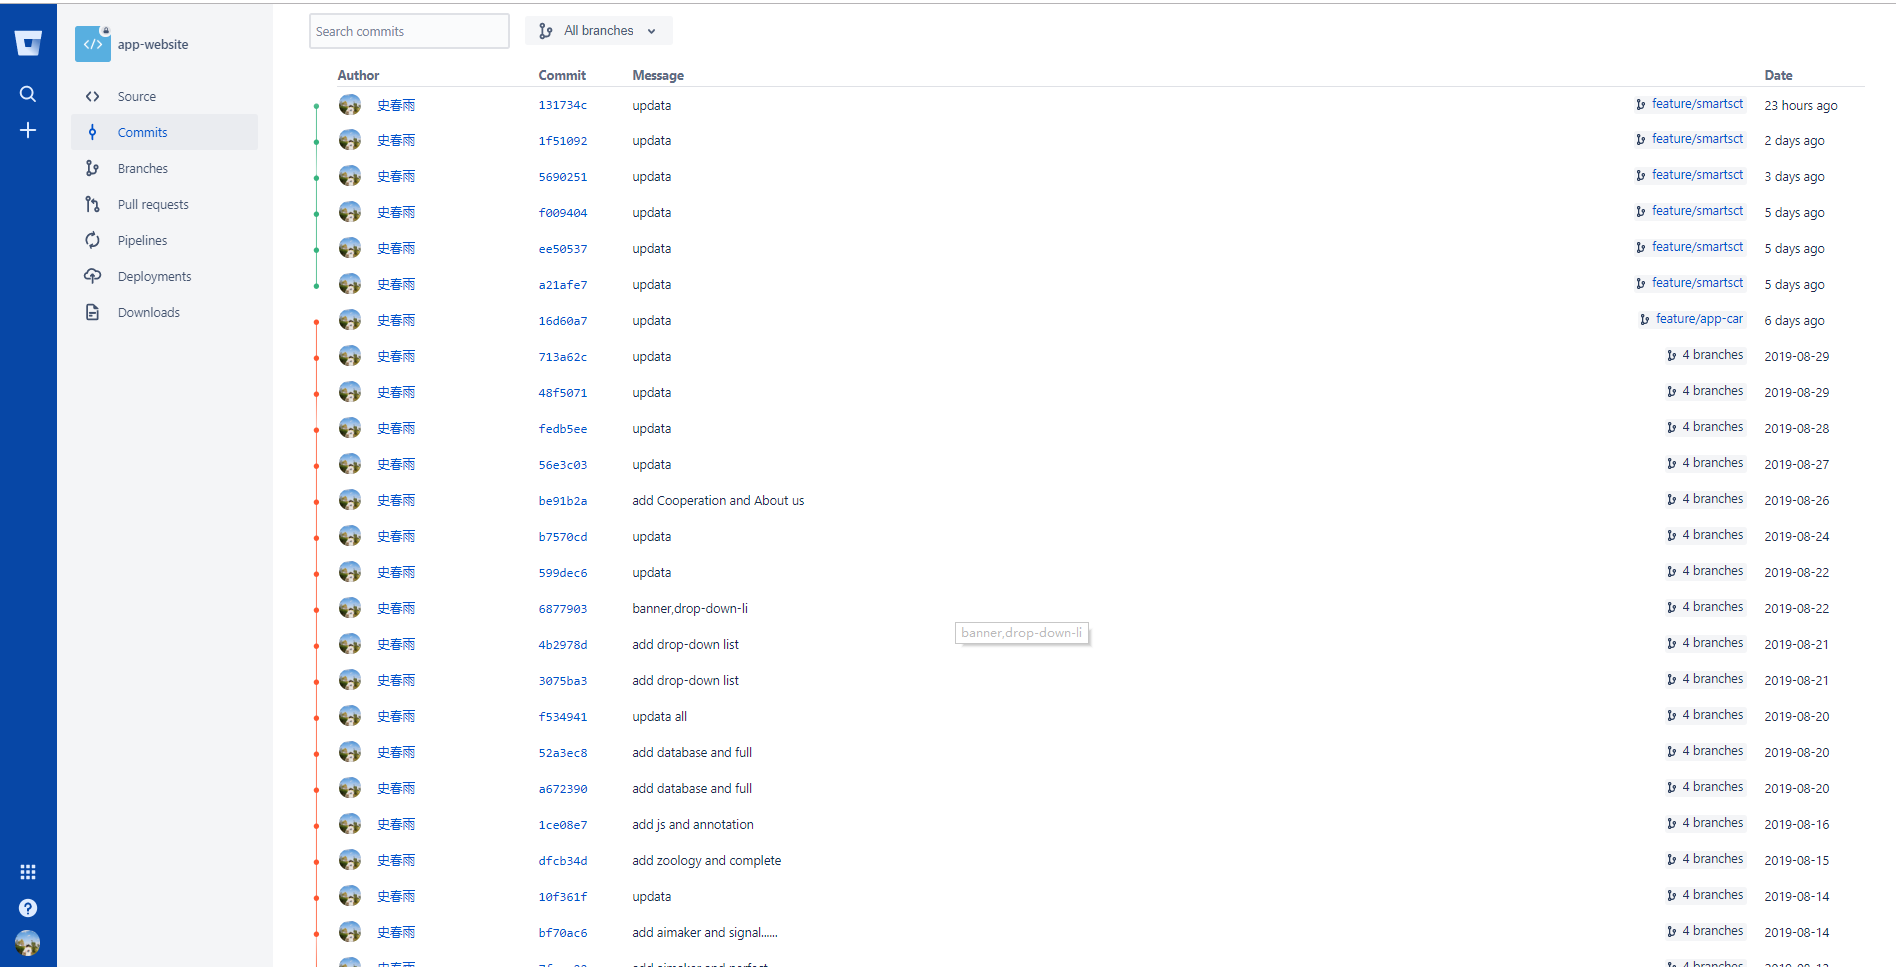 app-website
Source
Commits
Branches
Pull requests
Pipelines
Deployments
Downloads
Search commits
All branches
Author Commit Message Date
史春雨 131734c updata feature/smartsct 23 hours ago
史春雨 1f51092 updata feature/smartsct 2 days ago
史春雨 5690251 updata feature/smartsct 3 days ago
史春雨 f009404 updata feature/smartsct 5 days ago
史春雨 ee50537 updata feature/smartsct 5 days ago
史春雨 a21afe7 updata feature/smartsct 5 days ago
史春雨 16d60a7 updata feature/app-car 6 days ago
史春雨 713a62c updata 4 branches 2019-08-29
史春雨 48f5071 updata 4 branches 2019-08-29
史春雨 fedb5ee updata 4 branches 2019-08-28
史春雨 56e3c03 updata 4 branches 2019-08-27
史春雨 be91b2a add Cooperation and About us 4 branches 2019-08-26
史春雨 b7570cd updata 4 branches 2019-08-24
史春雨 599dec6 updata 4 branches 2019-08-22
史春雨 6877903 banner,drop-down-li 4 branches 2019-08-22
banner,drop-down-li
史春雨 4b2978d add drop-down list 4 branches 2019-08-21
史春雨 3075ba3 add drop-down list 4 branches 2019-08-21
史春雨 f534941 updata all 4 branches 2019-08-20
史春雨 52a3ec8 add database and full 4 branches 2019-08-20
史春雨 a672390 add database and full 4 branches 2019-08-20
史春雨 1ce08e7 add js and annotation 4 branches 2019-08-16
史春雨 dfcb34d add zoology and complete 4 branches 2019-08-15
史春雨 10f361f updata 4 branches 2019-08-14
史春雨 bf70ac6 add aimaker and signal...... 4 branches 2019-08-14